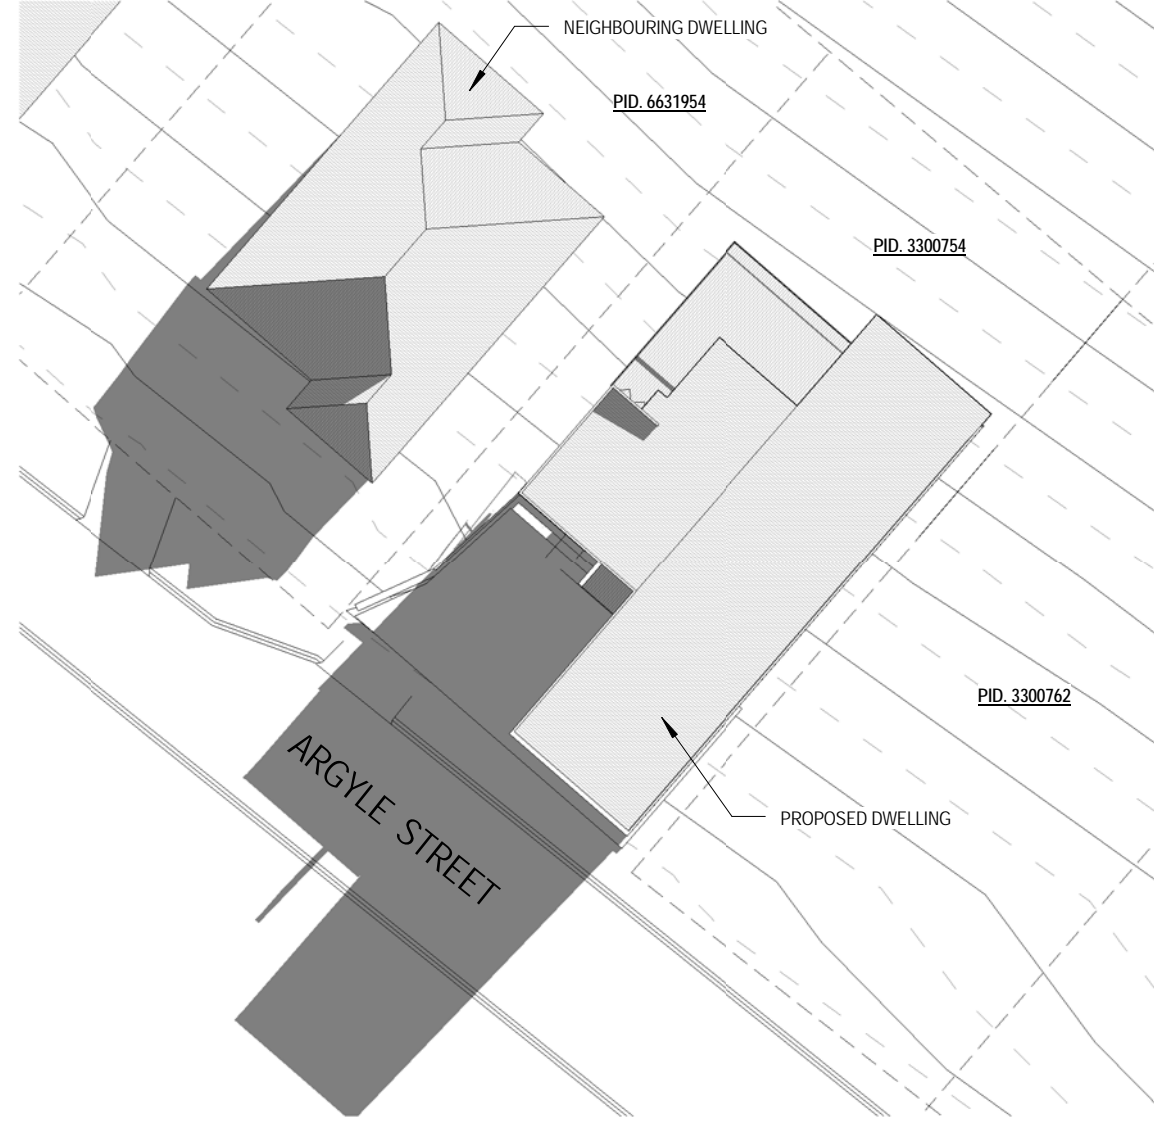 NEIGHBOURING DWELLING
PID. 6631954
PID. 3300754
PID. 3300762
ARGYLE STREET
PROPOSED DWELLING